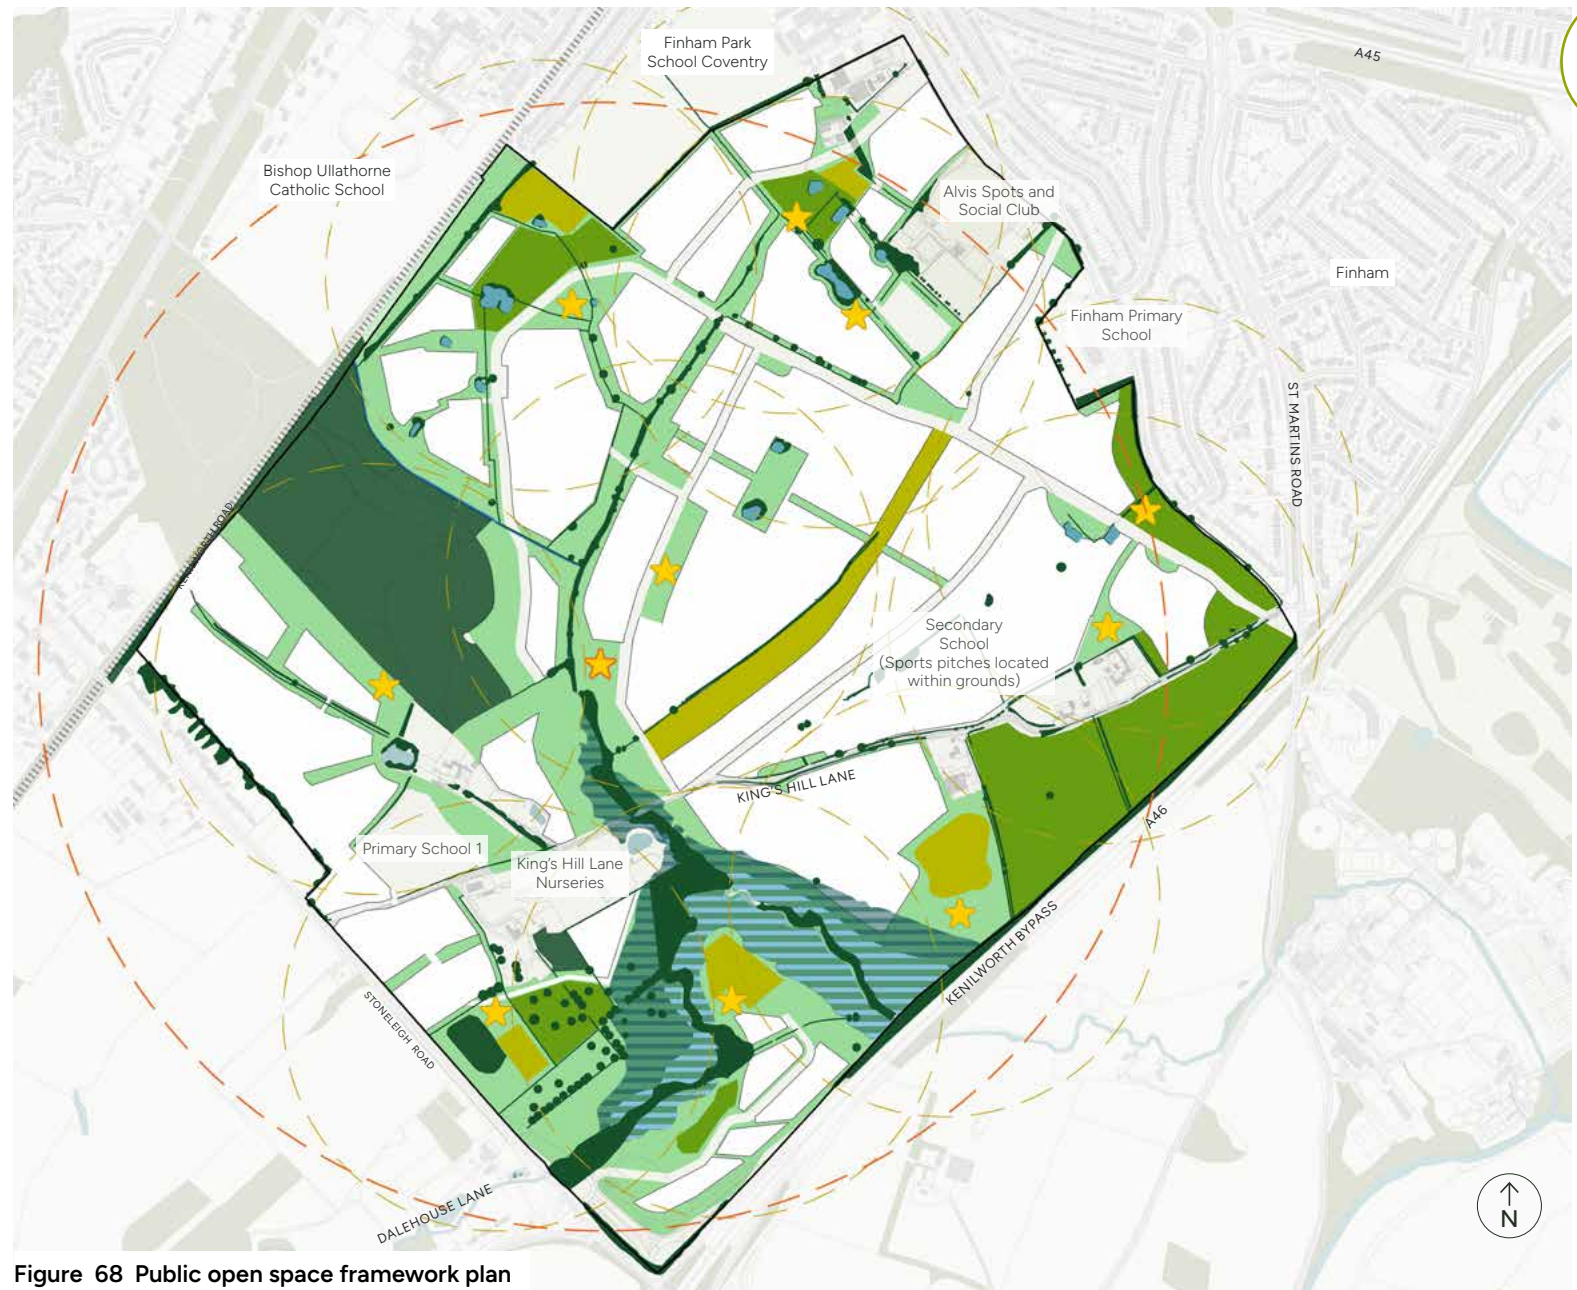 Finham Park
School Coventry
A45
Bishop Ullathorne
Catholic School
Alvis Spots and
Social Club
Finham
Finham Primary
School
ST MARTINS ROAD
KENILWORTH ROAD
Secondary
School
(Sports pitches located
within grounds)
KING'S HILL LANE
A46
Primary School 1
King's Hill Lane
Nurseries
KENILWORTH BYPASS
STONELEIGH ROAD
DALEHOUSE LANE
N
Figure 68 Public open space framework plan